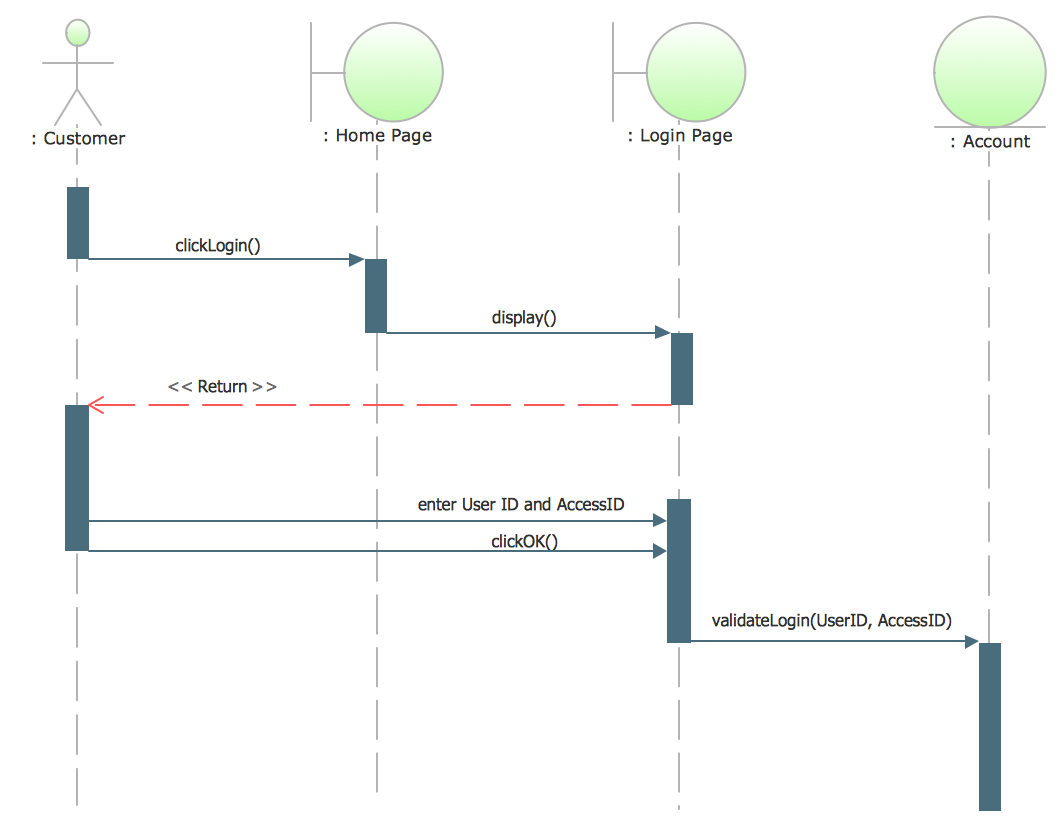 : Customer
: Home Page
: Login Page
: Account
clickLogin()
display()
<< Return >>
enter User ID and AccessID
clickOK()
validateLogin(UserID, AccessID)